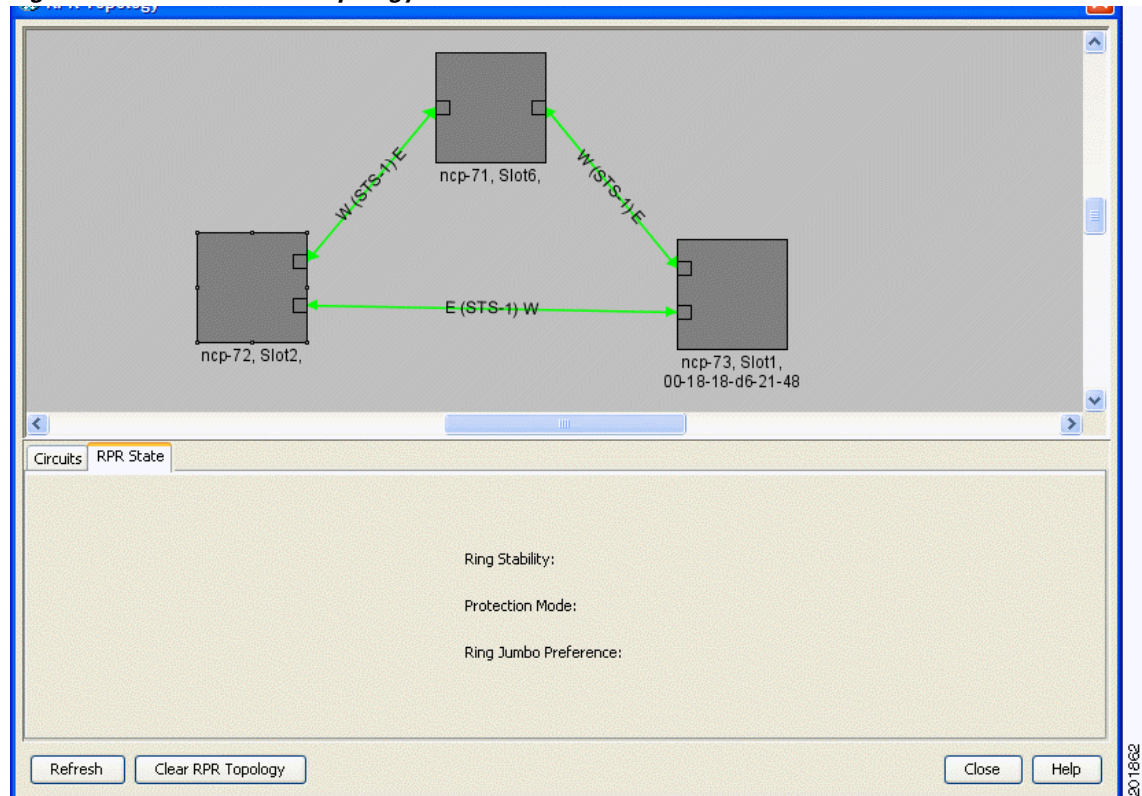 RPR Topology
W (STS-1) E
ncp-71, Slot6,
W (STS-1) E
E (STS-1) W
ncp-72, Slot2,
ncp-73, Slot1,
00-18-18-d6-21-48
Circuits
RPR State
Ring Stability:
Protection Mode:
Ring Jumbo Preference:
Refresh
Clear RPR Topology
Close
Help
201862